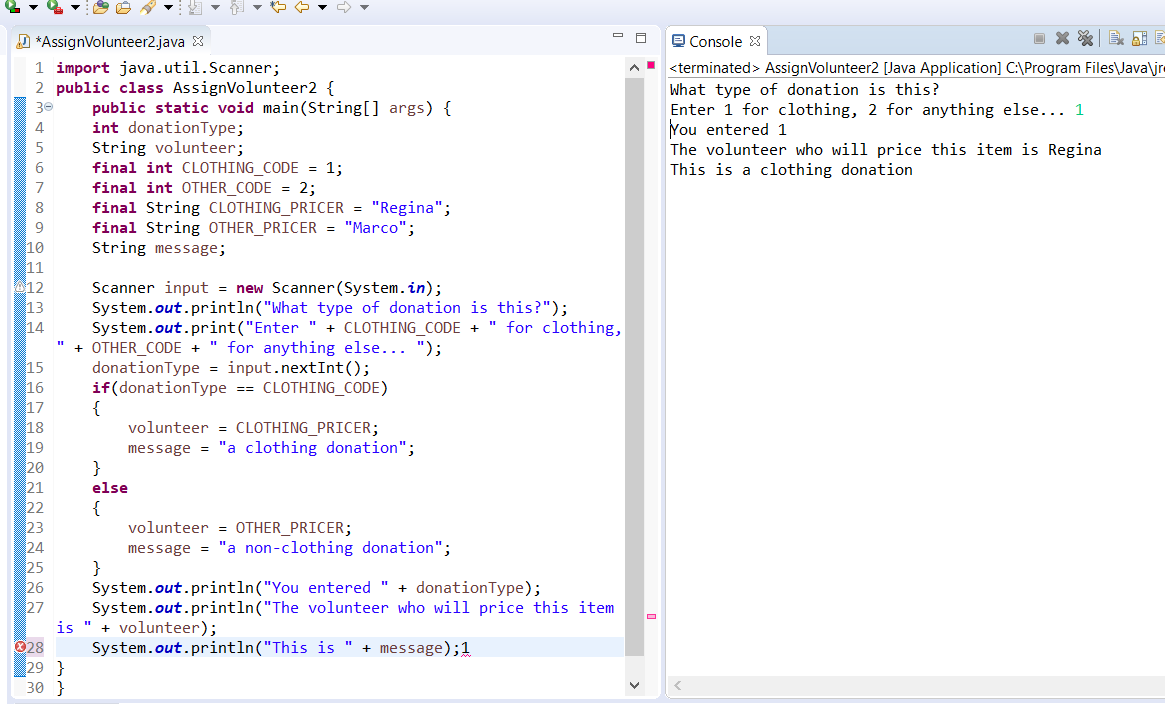 *AssignVolunteer2.java
1 import java.util.Scanner;
2 public class AssignVolunteer2 {
3 public static void main(String[] args) {
4 int donationType;
5 String volunteer;
6 final int CLOTHING_CODE = 1;
7 final int OTHER_CODE = 2;
8 final String CLOTHING_PRICER = "Regina";
9 final String OTHER_PRICER = "Marco";
10 String message;
11
12 Scanner input = new Scanner(System.in);
13 System.out.println("What type of donation is this?");
14 System.out.print("Enter " + CLOTHING_CODE + " for clothing,
" + OTHER_CODE + " for anything else... ");
15 donationType = input.nextInt();
16 if(donationType == CLOTHING_CODE)
17 {
18 volunteer = CLOTHING_PRICER;
19 message = "a clothing donation";
20 }
21 else
22 {
23 volunteer = OTHER_PRICER;
24 message = "a non-clothing donation";
25 }
26 System.out.println("You entered " + donationType);
27 System.out.println("The volunteer who will price this item
is " + volunteer);
28 System.out.println("This is " + message);1
29 }
30 }
Console
<terminated> AssignVolunteer2 [Java Application] C:\Program Files\Java\jr
What type of donation is this?
Enter 1 for clothing, 2 for anything else... 1
You entered 1
The volunteer who will price this item is Regina
This is a clothing donation